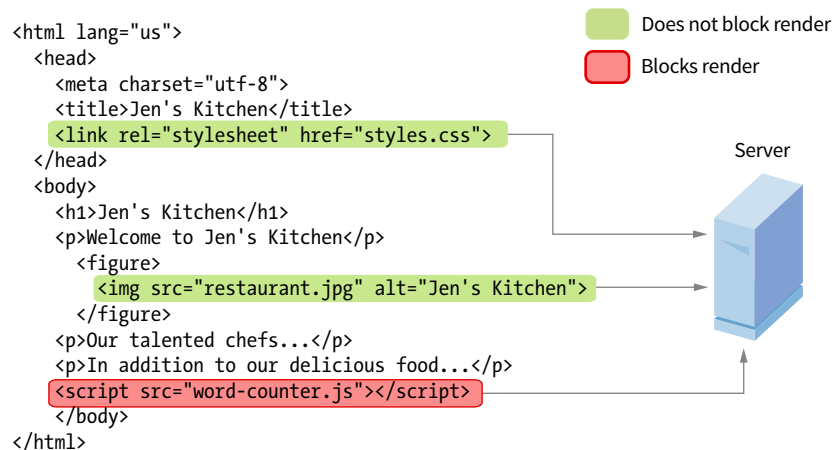 <html lang="us">
<head>
<meta charset="utf-8">
<title>Jen's Kitchen</title>
<link rel="stylesheet" href="styles.css">
</head>
<body>
<h1>Jen's Kitchen</h1>
<p>Welcome to Jen's Kitchen</p>
<figure>
<img src="restaurant.jpg" alt="Jen's Kitchen">
</figure>
<p>Our talented chefs...</p>
<p>In addition to our delicious food...</p>
<script src="word-counter.js"></script>
</body>
</html>
Does not block render
Blocks render
Server